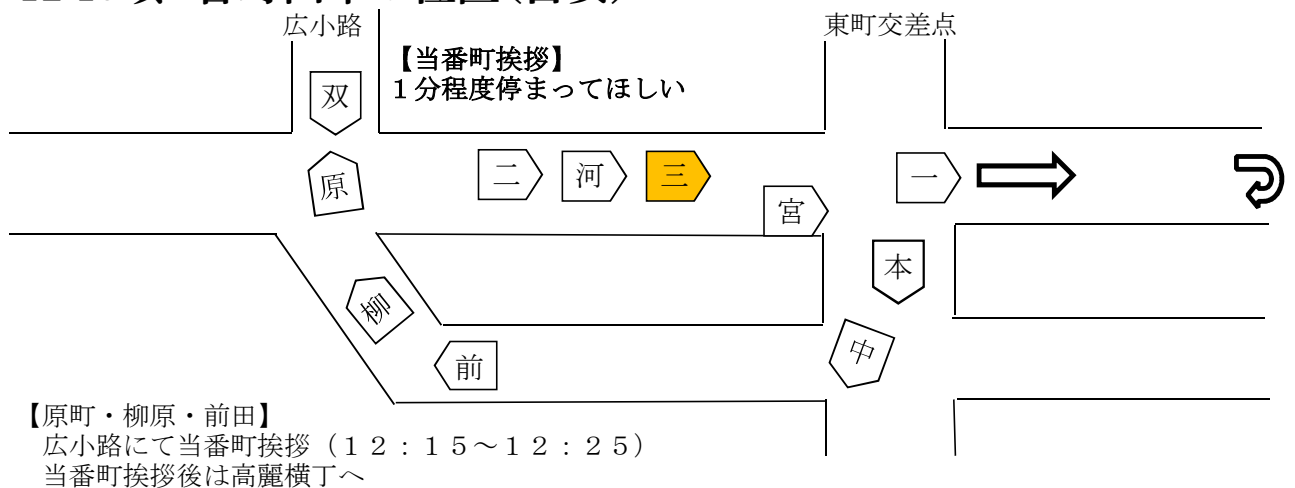 広小路
東町交差点
【当番町挨拶】
１分程度停まってほしい
双
原
二
河
三
宮
一
本
柳
中
前
【原町・柳原・前田】
広小路にて当番町挨拶（１２：１５～１２：２５）
当番町挨拶後は高麗横丁へ